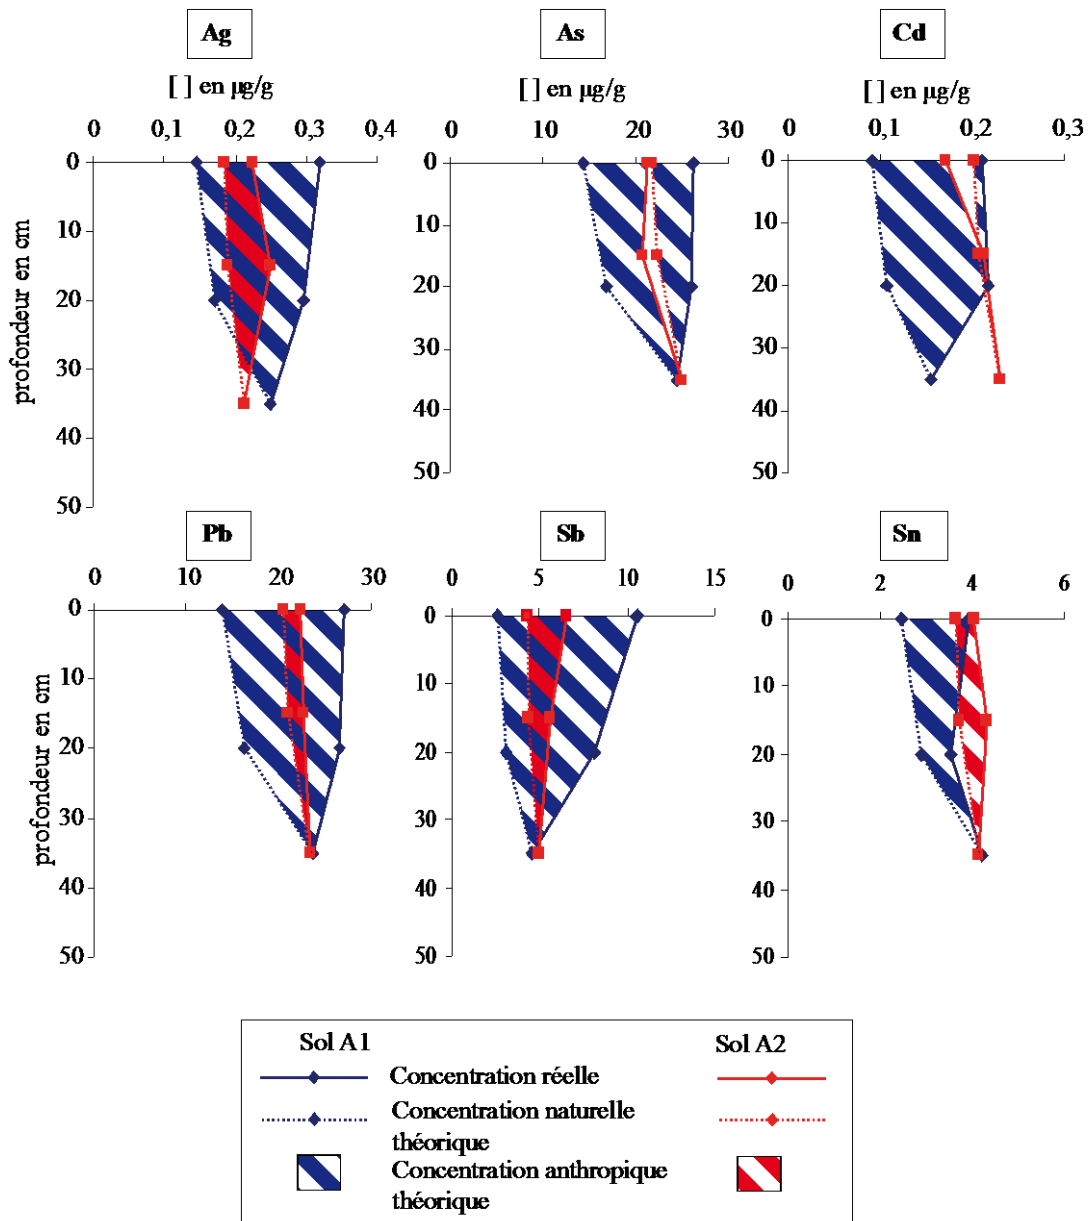 Ag As Cd
[ ] en µg/g [ ] en µg/g [ ] en µg/g
0 0,1 0,2 0,3 0,4 0 10 20 30 0 0,1 0,2 0,3
0 0 0
10 10 10
20 20 20
30 30 30
40 40 40
50 50 50
profondeur en cm
Pb Sb Sn
0 10 20 30 0 5 10 15 0 2 4 6
0 0 0
10 10 10
20 20 20
30 30 30
40 40 40
50 50 50
profondeur en cm
Sol A1 Sol A2
Concentration réelle
Concentration naturelle
théorique
Concentration anthropique
théorique